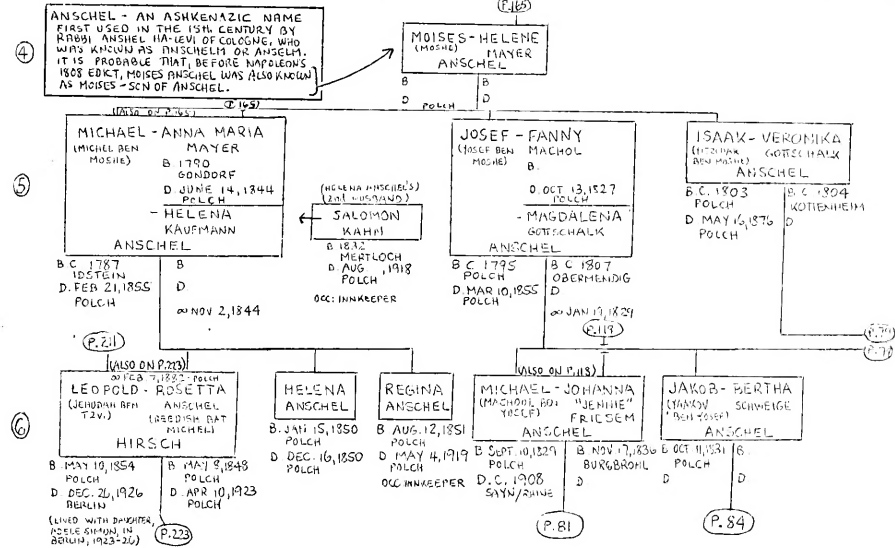 P.165
ANSCHEL - AN ASHKENAZIC NAME
FIRST USED IN THE 15TH CENTURY BY
RABBI ANSHEL HA-LEVI OF COLOGNE, WHO
WAS KNOWN AS ANSCHELM OR ANSELM.
IT IS PROBABLE THAT, BEFORE NAPOLEON'S
1808 EDICT, MOISES ANSCHEL WAS ALSO KNOWN
AS MOISES - SON OF ANSCHEL.
4
MOISES - HELENE
(MOSHE) MAYER
ANSCHEL
B B
D D
POLCH
P.165
(ALSO ON P.165)
5
MICHAEL - ANNA MARIA
(MICHEL BEN MAYER
MOSHE)
B 1790
GONDORF
D. JUNE 14, 1844
POLCH
- HELENA
KAUFMANN
ANSCHEL
B C. 1787 B
IDSTEIN
D. FEB 21, 1855 D
POLCH
∞ NOV 2, 1844
(HELENA ANSCHEL'S)
(2nd HUSBAND)
SALOMON
KAHN
B 1832
MERTLOCH
D. AUG , 1918
POLCH
OCC: INNKEEPER
JOSEF - FANNY
(YOSEF BEN MACHOL
MOSHE)
B.
D. OCT 13, 1827
POLCH
- MAGDALENA
GOTTSCHALK
ANSCHEL
B C 1795 B C 1807
POLCH OBERMENDIG
D. MAR 10, 1855 D
POLCH
∞ JAN 19, 1829
P.119
ISAAK - VERONIKA
(YITZCHAK GOTTSCHALK
BEN MOSHE)
ANSCHEL
B.C. 1803 B. C 1804
POLCH KOTTENHEIM
D MAY 16, 1876 D
POLCH
P.79
6
P.211
(ALSO ON P.223)
∞ FEB. 7, 1882 - POLCH
LEOPOLD - ROSETTA
(JEHUDAH BEN ANSCHEL
TZVI) (REEDISH BAT
MICHEL)
HIRSCH
B. MAY 10, 1854 B. MAY 8, 1848
POLCH POLCH
D. DEC. 26, 1926 D. APR 10, 1923
BERLIN POLCH
(LIVED WITH DAUGHTER,
ADELE SIMON, IN
BERLIN, 1923-26)
P.223
HELENA
ANSCHEL
B. JAN 15, 1850
POLCH
D DEC. 16, 1850
POLCH
REGINA
ANSCHEL
B AUG. 12, 1851
POLCH
D MAY 4, 1919
POLCH
OCC INNKEEPER
(ALSO ON P.118)
MICHAEL - JOHANNA
"JENNIE"
YOSEF) FRIESEM
ANSCHEL
B SEPT. 10, 1829 B NOV 17, 1836
POLCH BURGBROHL
D. C. 1908 D
SAYN/RHINE
P.81
JAKOB - BERTHA
(YAAKOV SCHWEIGE
BEN YOSEF)
ANSCHEL
B OCT 11, 1831 B.
POLCH
D D
P.84